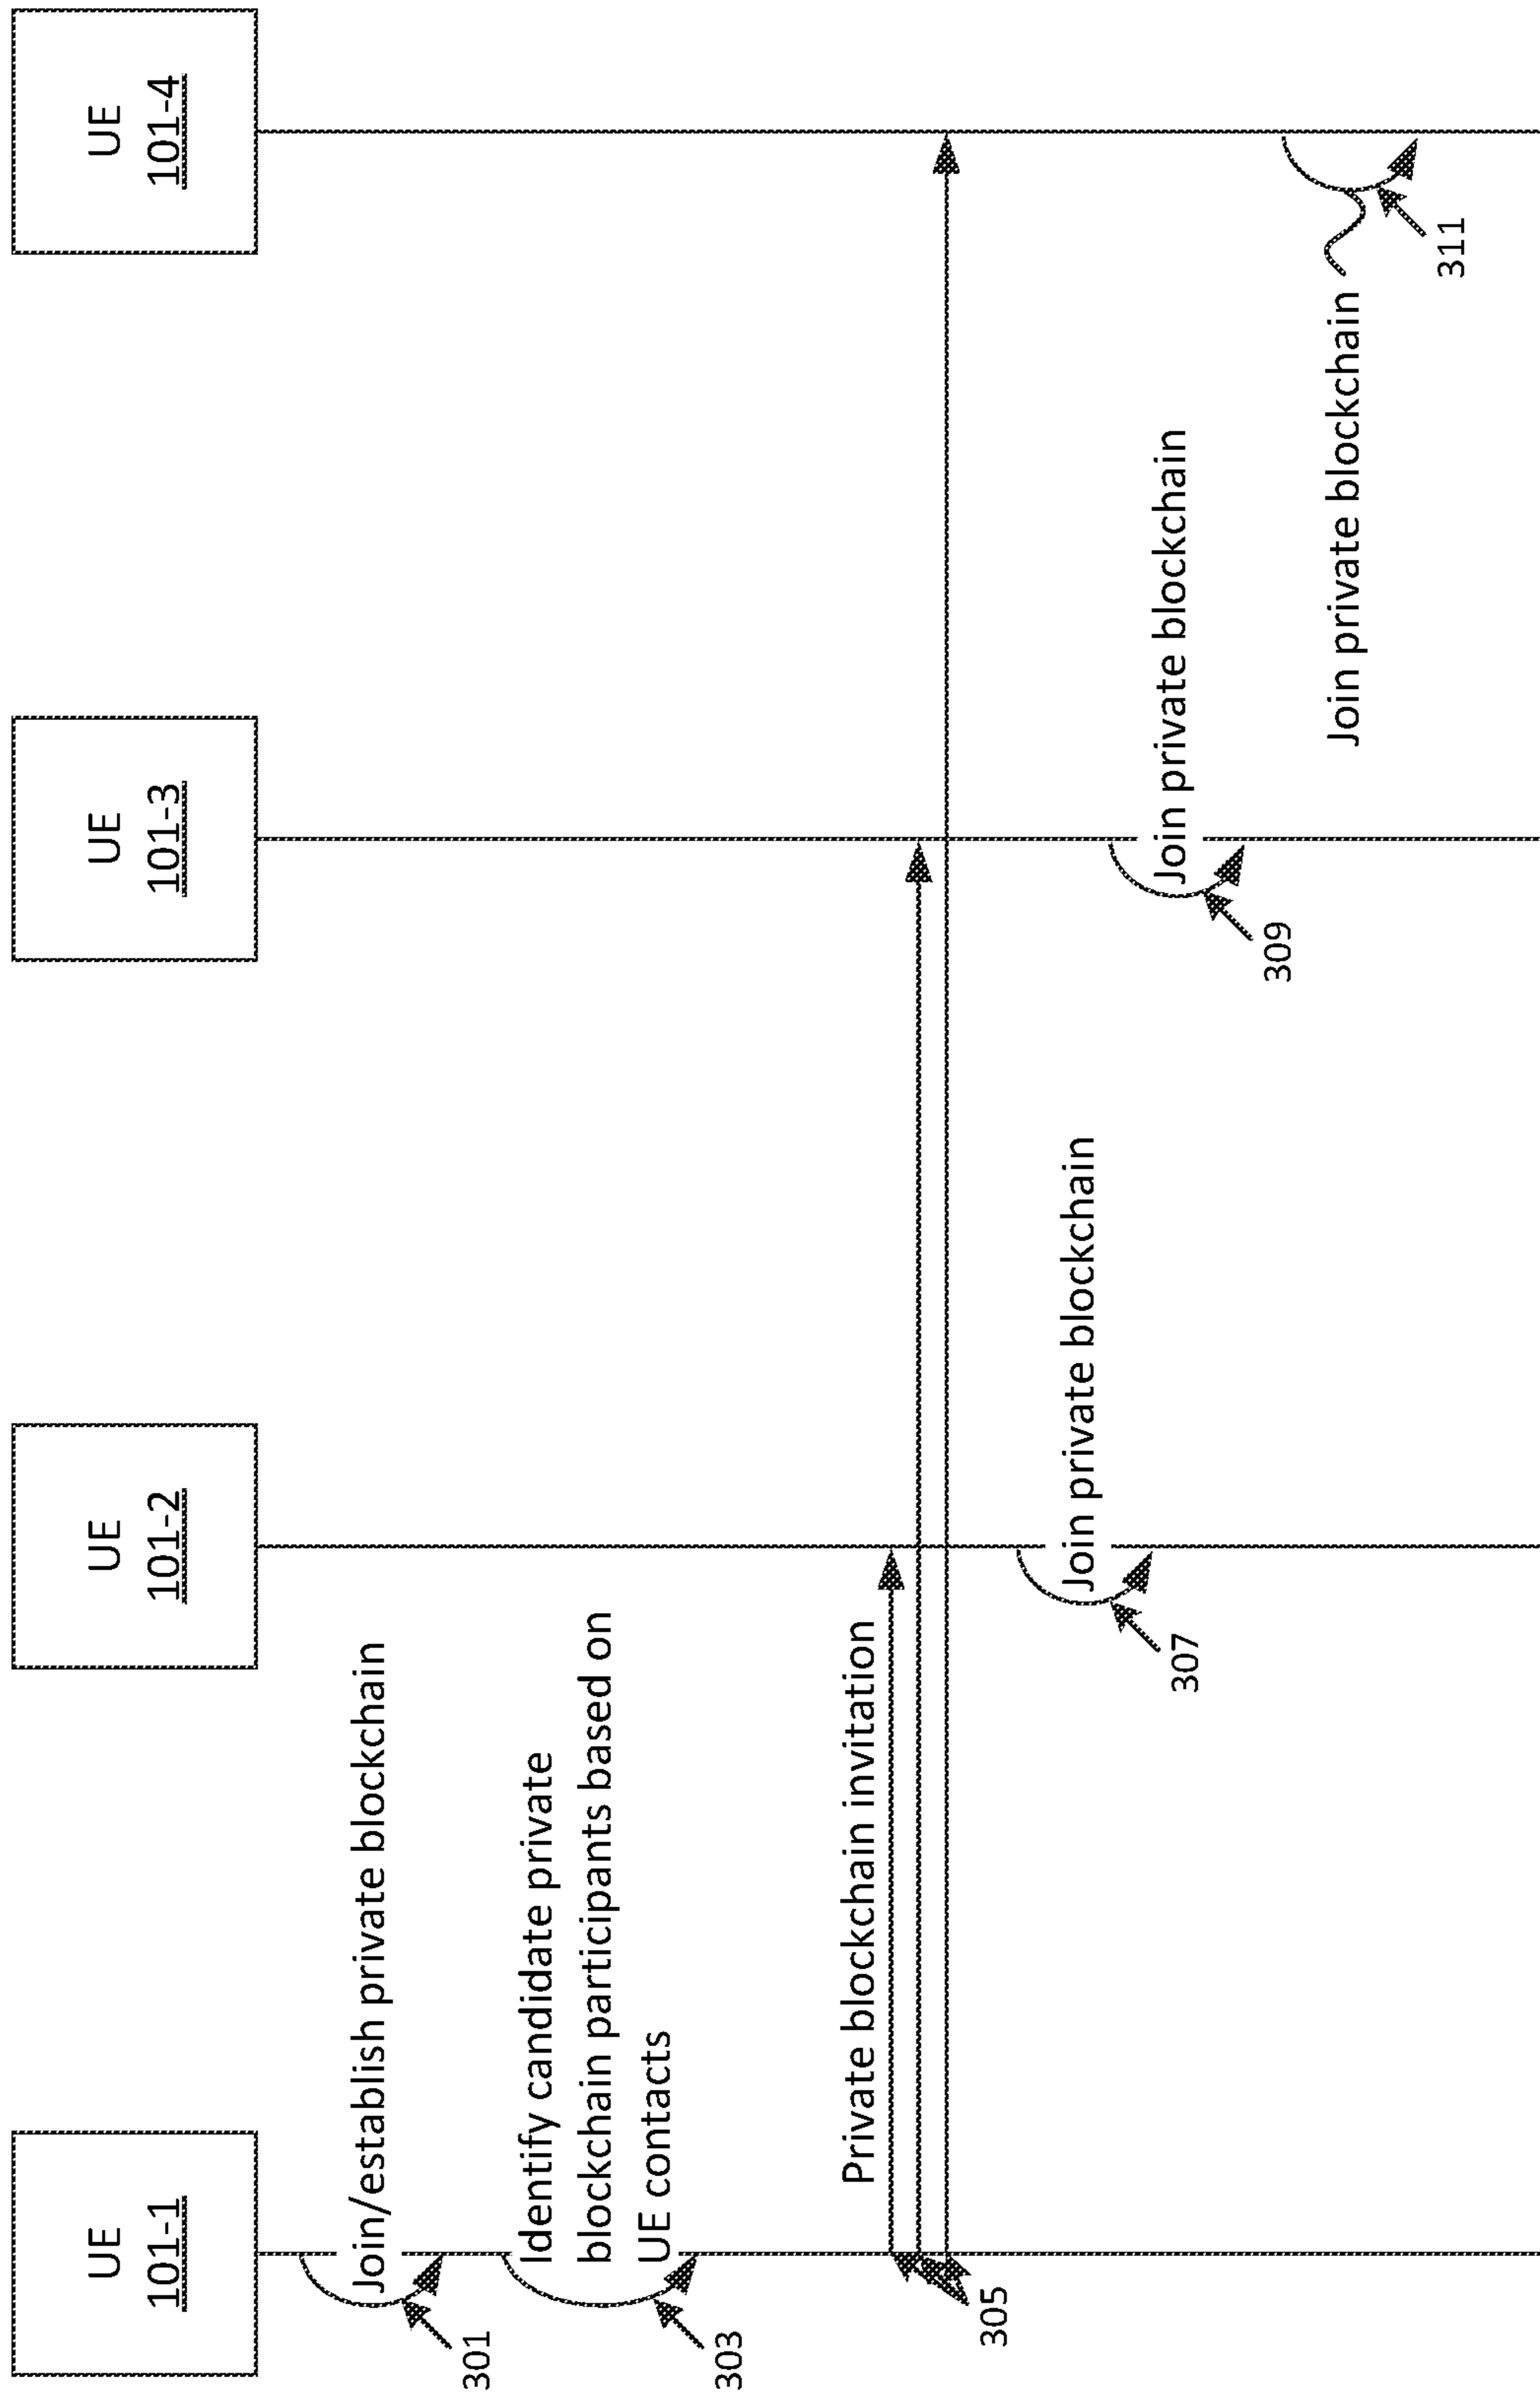 UE
101-1
UE
101-2
UE
101-3
UE
101-4
Join/establish private blockchain
301
Identify candidate private
blockchain participants based on
UE contacts
303
Private blockchain invitation
305
Join private blockchain
307
Join private blockchain
309
Join private blockchain
311